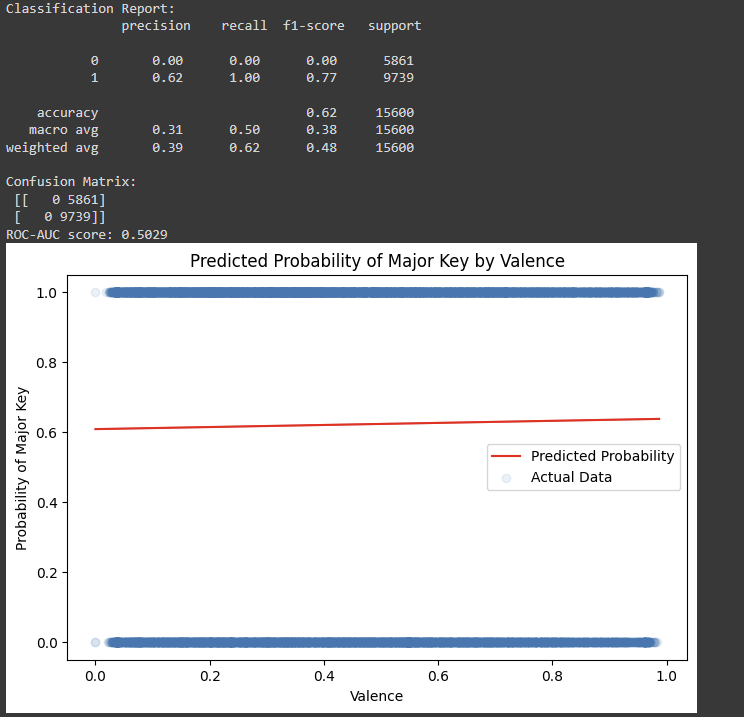 Classification Report:
precision recall f1-score support
0 0.00 0.00 0.00 5861
1 0.62 1.00 0.77 9739
accuracy 0.62 15600
macro avg 0.31 0.50 0.38 15600
weighted avg 0.39 0.62 0.48 15600
Confusion Matrix:
[[ 0 5861]
[ 0 9739]]
ROC-AUC score: 0.5029
Predicted Probability of Major Key by Valence
Probability of Major Key
1.0
0.8
0.6
0.4
0.2
0.0
Predicted Probability
Actual Data
0.0 0.2 0.4 0.6 0.8 1.0
Valence